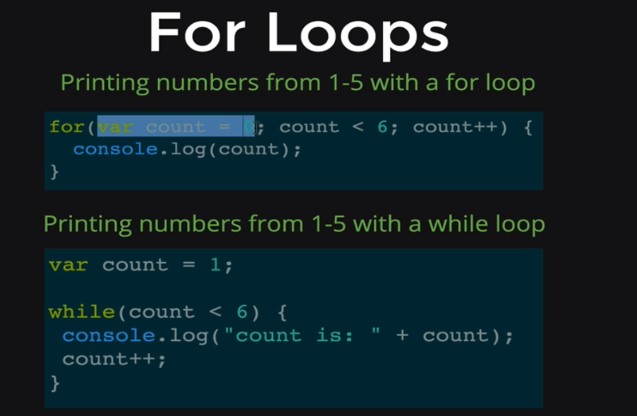 For Loops
Printing numbers from 1-5 with a for loop
for(var count = ; count < 6; count++) {
console.log(count);
}
Printing numbers from 1-5 with a while loop
var count = 1;
while(count < 6) {
console.log("count is: " + count);
count++;
}